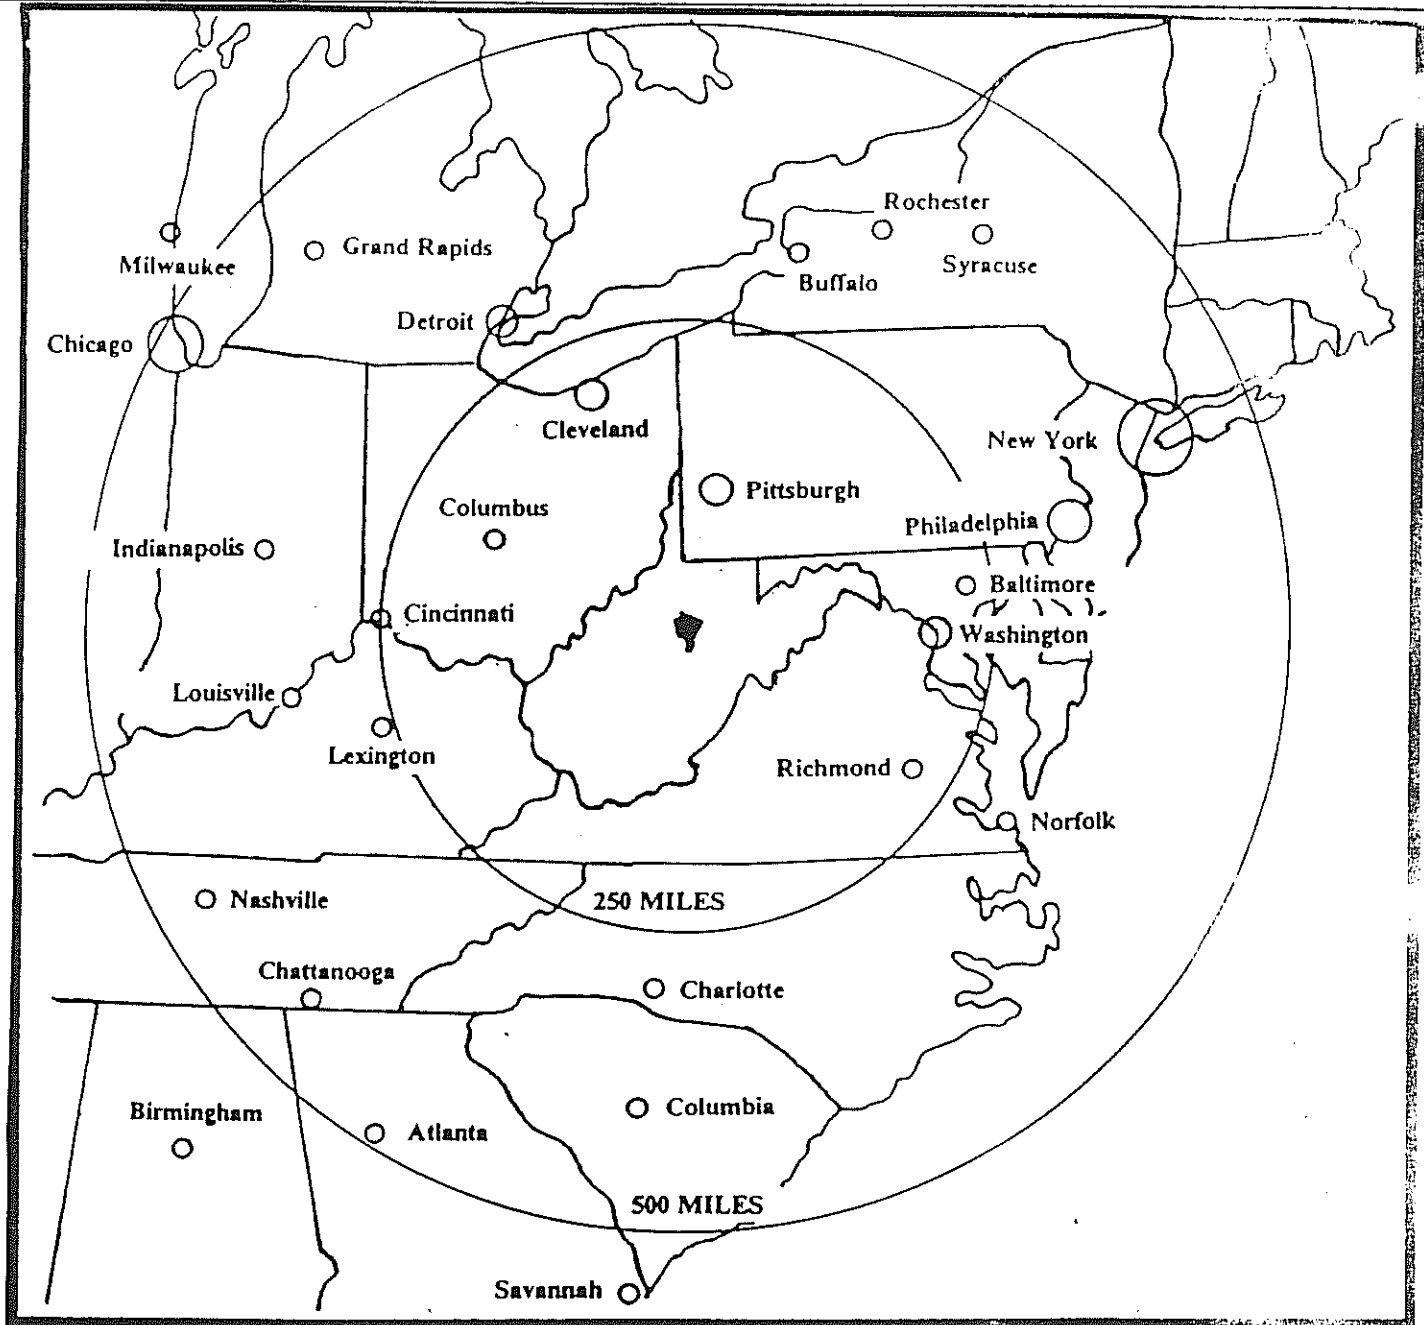 Rochester
Grand Rapids
Milwaukee
Syracuse
Buffalo
Detroit
Chicago
Cleveland
New York
Pittsburgh
Columbus
Philadelphia
Indianapolis
Baltimore
Cincinnati
Washington
Louisville
Lexington
Richmond
Norfolk
Nashville
250 MILES
Chattanooga
Charlotte
Birmingham
Columbia
Atlanta
500 MILES
Savannah